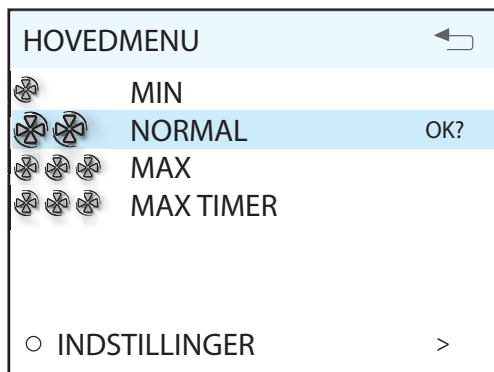 HOVEDMENU
MIN
NORMAL OK?
MAX
MAX TIMER
INDSTILLINGER >